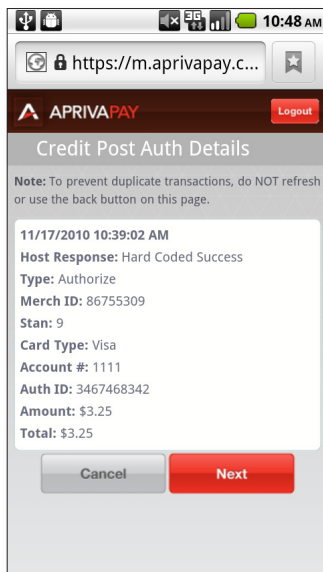 3G
10:48 AM
https://m.aprivapay.c...
A APRIVAPAY
Logout
Credit Post Auth Details
Note: To prevent duplicate transactions, do NOT refresh
or use the back button on this page.
11/17/2010 10:39:02 AM
Host Response: Hard Coded Success
Type: Authorize
Merch ID: 86755309
Stan: 9
Card Type: Visa
Account #: 1111
Auth ID: 3467468342
Amount: $3.25
Total: $3.25
Cancel
Next